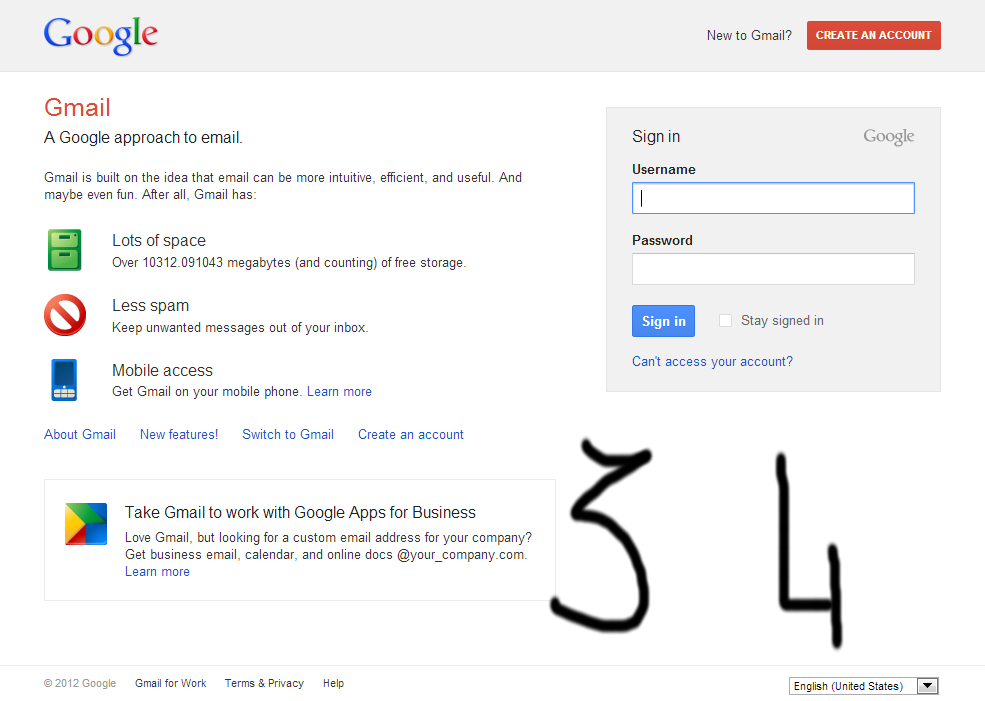 Google
New to Gmail? CREATE AN ACCOUNT
Gmail
A Google approach to email.
Gmail is built on the idea that email can be more intuitive, efficient, and useful. And
maybe even fun. After all, Gmail has:
Lots of space
Over 10312.091043 megabytes (and counting) of free storage.
Less spam
Keep unwanted messages out of your inbox.
Mobile access
Get Gmail on your mobile phone. Learn more
About Gmail New features! Switch to Gmail Create an account
Take Gmail to work with Google Apps for Business
Love Gmail, but looking for a custom email address for your company?
Get business email, calendar, and online docs @your_company.com.
Learn more
Sign in Google
Username
Password
Sign in Stay signed in
Can't access your account?
3 4
© 2012 Google Gmail for Work Terms & Privacy Help
English (United States)